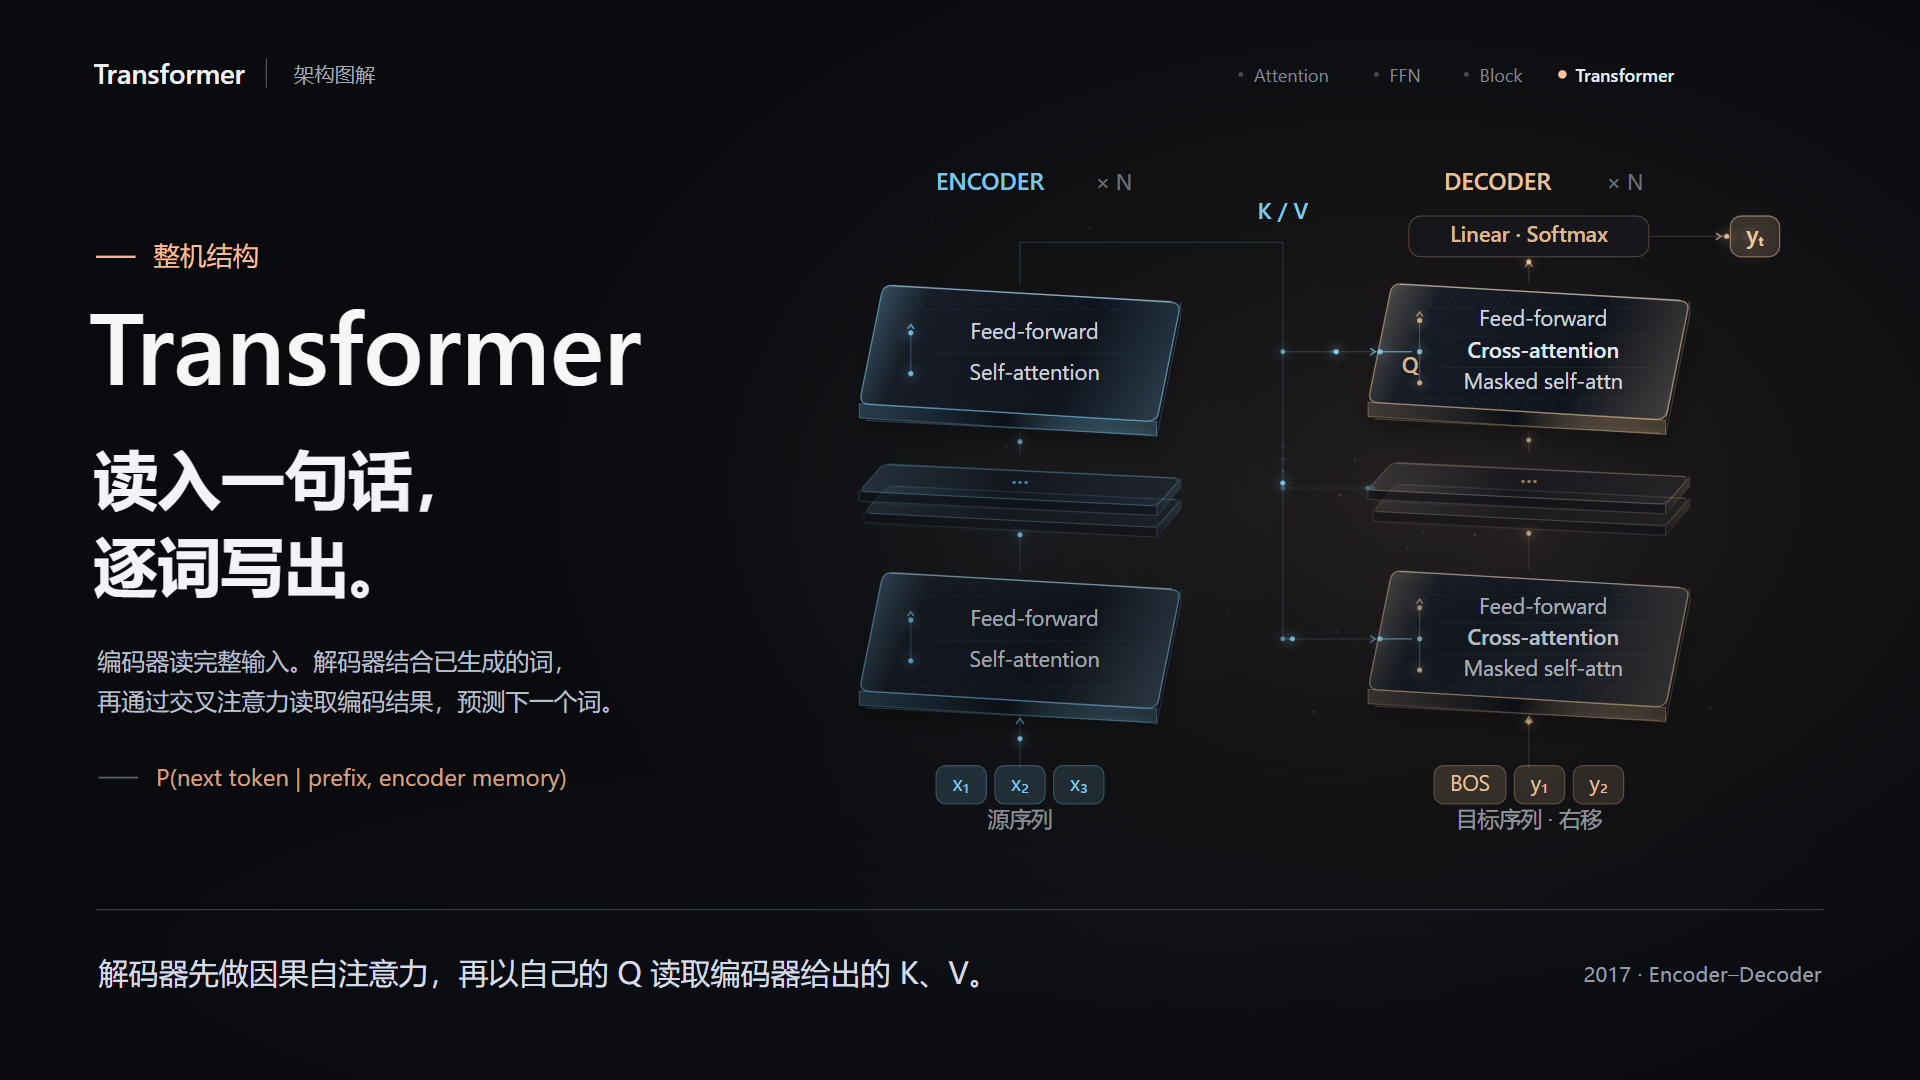 Transformer
架构图解
Attention
FFN
Block
Transformer
整机结构
Transformer
读入一句话，
逐词写出。
编码器读完整输入。解码器结合已生成的词，
再通过交叉注意力读取编码结果，预测下一个词。
P(next token | prefix, encoder memory)
ENCODER × N
Feed-forward
Self-attention
...
Feed-forward
Self-attention
x₁ x₂ x₃
源序列
K / V
DECODER × N
Linear · Softmax
yₜ
Feed-forward
Cross-attention
Q
Masked self-attn
...
Feed-forward
Cross-attention
Masked self-attn
BOS y₁ y₂
目标序列 · 右移
解码器先做因果自注意力，再以自己的 Q 读取编码器给出的 K、V。
2017 · Encoder–Decoder